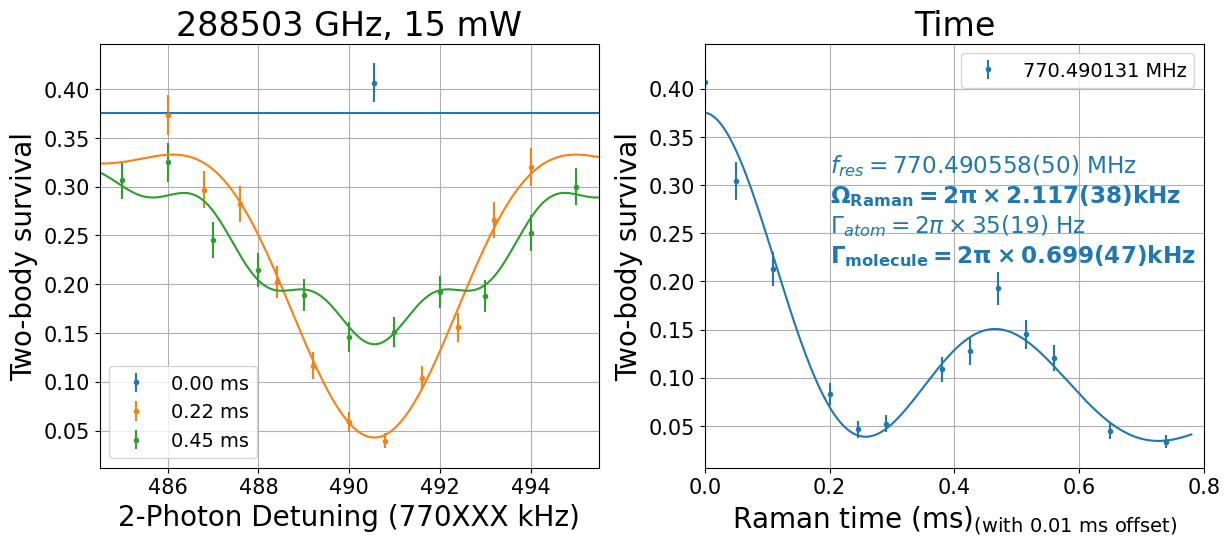 288503 GHz, 15 mW
Two-body survival
0.40
0.35
0.30
0.25
0.20
0.15
0.10
0.05
0.00 ms
0.22 ms
0.45 ms
486 488 490 492 494
2-Photon Detuning (770XXX kHz)
Time
Two-body survival
0.40
0.35
0.30
0.25
0.20
0.15
0.10
0.05
770.490131 MHz
f_res = 770.490558(50) MHz
Ω_Raman = 2π × 2.117(38)kHz
Γ_atom = 2π × 35(19) Hz
Γ_molecule = 2π × 0.699(47)kHz
0.0 0.2 0.4 0.6 0.8
Raman time (ms)(with 0.01 ms offset)